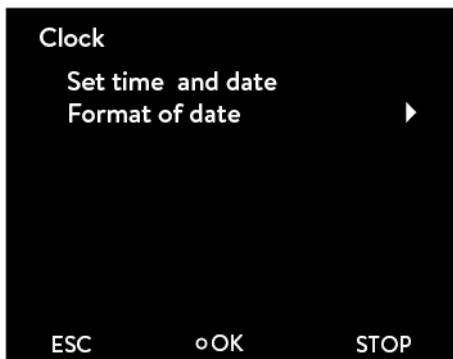 Clock
Set time and date
Format of date
ESC OK STOP